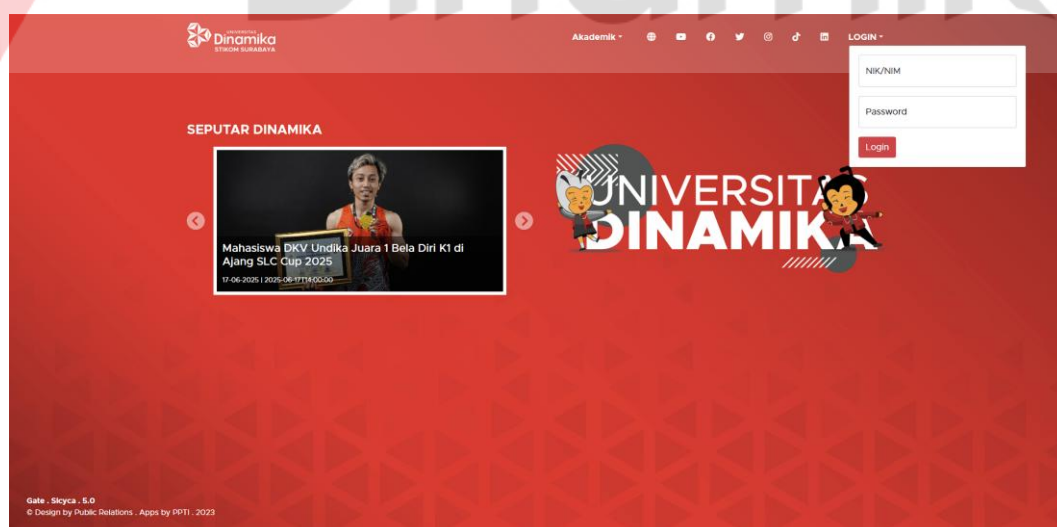 Dinamika
UNIVERSITAS
Dinamika
STIKOM SURABAYA
Akademik
LOGIN
NIK/NIM
Password
Login
SEPUTAR DINAMIKA
Mahasiswa DKV Undika Juara 1 Bela Diri K1 di
Ajang SLC Cup 2025
17-06-2025 | 2025-06-17T14:00:00
UNIVERSITAS
DINAMIKA
Gate . Sicyca . 5.0
© Design by Public Relations . Apps by PPTI . 2023